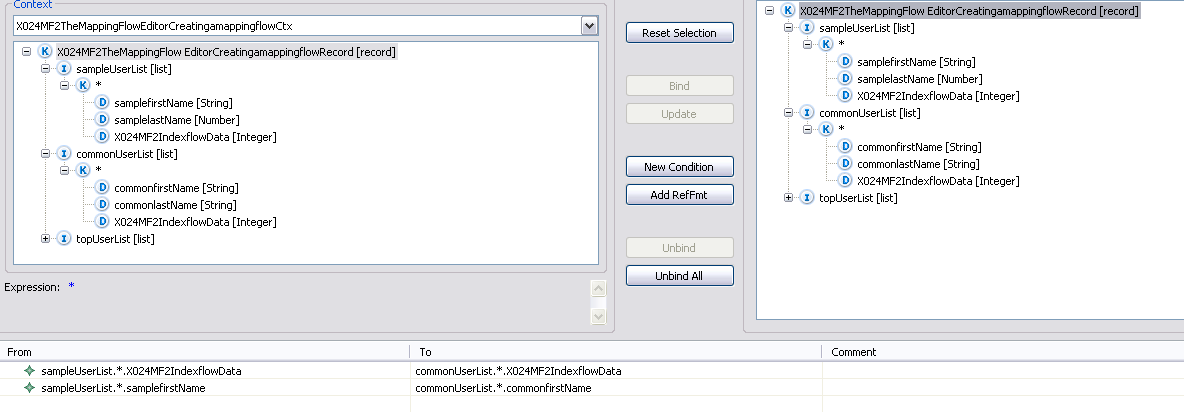 Context
X024MF2TheMappingFlowEditorCreatingamappingflowCtx
K X024MF2TheMappingFlow EditorCreatingamappingflowRecord [record]
I sampleUserList [list]
K *
D samplefirstName [String]
D samplelastName [Number]
D X024MF2IndexflowData [Integer]
I commonUserList [list]
K *
D commonfirstName [String]
D commonlastName [String]
D X024MF2IndexflowData [Integer]
I topUserList [list]
Expression: *
Reset Selection
Bind
Update
New Condition
Add RefFmt
Unbind
Unbind All
K X024MF2TheMappingFlow EditorCreatingamappingflowRecord [record]
I sampleUserList [list]
K *
D samplefirstName [String]
D samplelastName [Number]
D X024MF2IndexflowData [Integer]
I commonUserList [list]
K *
D commonfirstName [String]
D commonlastName [String]
D X024MF2IndexflowData [Integer]
I topUserList [list]
From To Comment
sampleUserList.*.X024MF2IndexflowData commonUserList.*.X024MF2IndexflowData
sampleUserList.*.samplefirstName commonUserList.*.commonfirstName